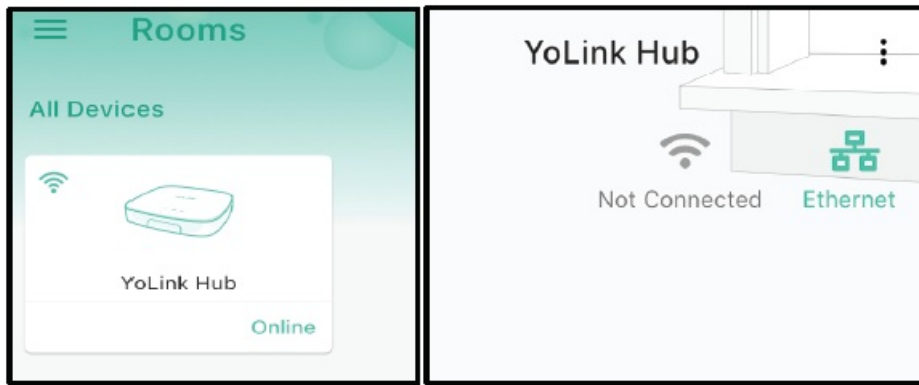 Rooms
All Devices
YoLink Hub
Online
YoLink Hub
Not Connected
Ethernet